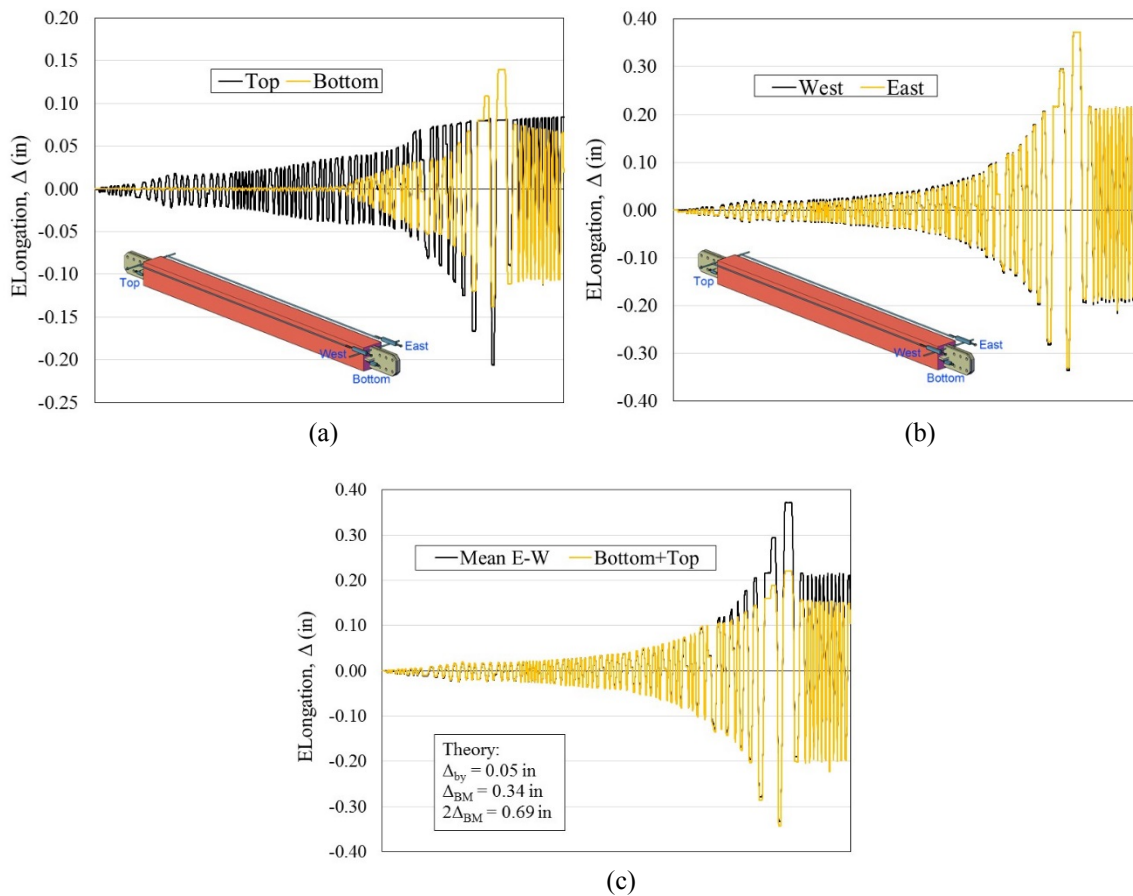 0.20
0.15
0.10
0.05
0.00
-0.05
-0.10
-0.15
-0.20
-0.25
ELongation, Δ (in)
Top Bottom
Top
West
East
Bottom
(a)
0.40
0.30
0.20
0.10
0.00
-0.10
-0.20
-0.30
-0.40
ELongation, Δ (in)
West East
Top
West
East
Bottom
(b)
0.40
0.30
0.20
0.10
0.00
-0.10
-0.20
-0.30
-0.40
ELongation, Δ (in)
Mean E-W Bottom+Top
Theory:
Δby = 0.05 in
ΔBM = 0.34 in
2ΔBM = 0.69 in
(c)